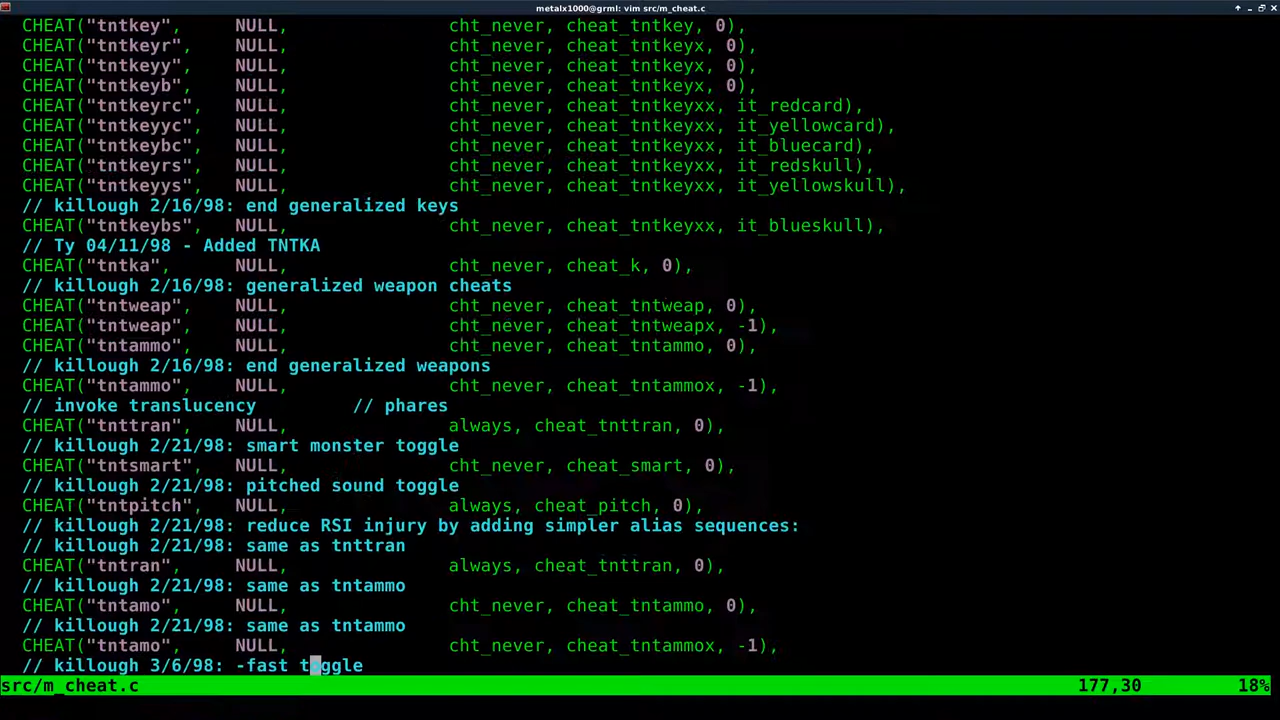 metalx1000@grml: vim src/m_cheat.c
CHEAT("tntkey",    NULL,               cht_never, cheat_tntkey, 0),
CHEAT("tntkeyr",   NULL,               cht_never, cheat_tntkeyx, 0),
CHEAT("tntkeyy",   NULL,               cht_never, cheat_tntkeyx, 0),
CHEAT("tntkeyb",   NULL,               cht_never, cheat_tntkeyx, 0),
CHEAT("tntkeyrc",  NULL,               cht_never, cheat_tntkeyxx, it_redcard),
CHEAT("tntkeyyc",  NULL,               cht_never, cheat_tntkeyxx, it_yellowcard),
CHEAT("tntkeybc",  NULL,               cht_never, cheat_tntkeyxx, it_bluecard),
CHEAT("tntkeyrs",  NULL,               cht_never, cheat_tntkeyxx, it_redskull),
CHEAT("tntkeyys",  NULL,               cht_never, cheat_tntkeyxx, it_yellowskull),
// killough 2/16/98: end generalized keys
CHEAT("tntkeybs",  NULL,               cht_never, cheat_tntkeyxx, it_blueskull),
// Ty 04/11/98 - Added TNTKA
CHEAT("tntka",     NULL,               cht_never, cheat_k, 0),
// killough 2/16/98: generalized weapon cheats
CHEAT("tntweap",   NULL,               cht_never, cheat_tntweap, 0),
CHEAT("tntweap",   NULL,               cht_never, cheat_tntweapx, -1),
CHEAT("tntammo",   NULL,               cht_never, cheat_tntammo, 0),
// killough 2/16/98: end generalized weapons
CHEAT("tntammo",   NULL,               cht_never, cheat_tntammox, -1),
// invoke translucency         // phares
CHEAT("tnttran",   NULL,               always, cheat_tnttran, 0),
// killough 2/21/98: smart monster toggle
CHEAT("tntsmart",  NULL,               cht_never, cheat_smart, 0),
// killough 2/21/98: pitched sound toggle
CHEAT("tntpitch",  NULL,               always, cheat_pitch, 0),
// killough 2/21/98: reduce RSI injury by adding simpler alias sequences:
// killough 2/21/98: same as tnttran
CHEAT("tntran",    NULL,               always, cheat_tnttran, 0),
// killough 2/21/98: same as tntammo
CHEAT("tntamo",    NULL,               cht_never, cheat_tntammo, 0),
// killough 2/21/98: same as tntammo
CHEAT("tntamo",    NULL,               cht_never, cheat_tntammox, -1),
// killough 3/6/98: -fast toggle
src/m_cheat.c 177,30 18%